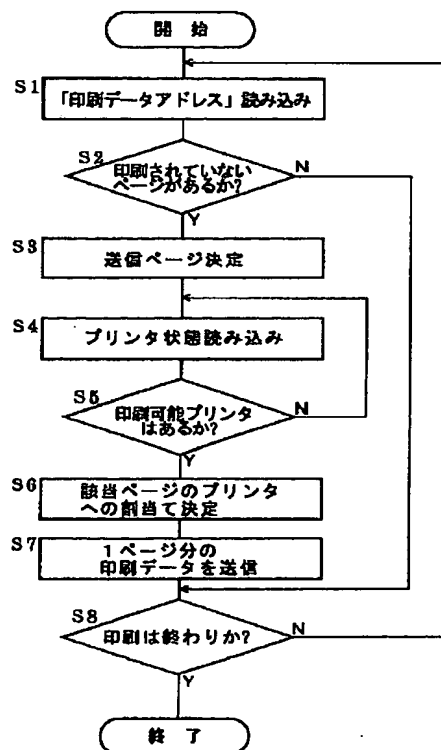 開始
S1
「印刷データアドレス」読み込み
S2
印刷されていない
ページがあるか?
N
Y
S3
送信ページ決定
S4
プリンタ状態読み込み
S5
印刷可能プリンタ
はあるか?
N
Y
S6
該当ページのプリンタ
への割当て決定
S7
1ページ分の
印刷データを送信
S8
印刷は終わりか?
N
Y
終了